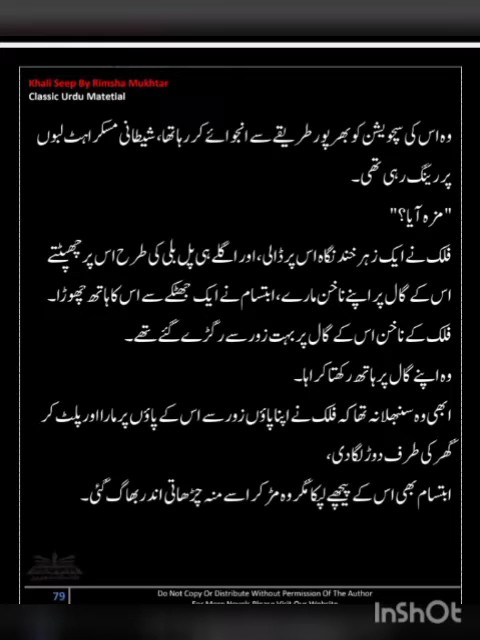 Khali Seep By Rimsha Mukhtar
Classic Urdu Matetial
وہ اس کی سچویشن کو بھرپور طریقے سے انجوائے کر رہا تھا، شیطانی مسکراہٹ لبوں
پر رینگ رہی تھی۔
"مزہ آیا؟"
فلک نے ایک زہر خند نگاہ اس پر ڈالی، اور اگلے ہی پل بلی کی طرح اس پر جھپٹتے
اس کے گال پر اپنے ناخن مارے، ابتسام نے ایک جھٹکے سے اس کا ہاتھ چھوڑا۔
فلک کے ناخن اس کے گال پر بہت زور سے رگڑے گئے تھے۔
وہ اپنے گال پر ہاتھ رکھتا کراہا۔
ابھی وہ سنبھلا نہ تھا کہ فلک نے اپنا پاؤں زور سے اس کے پاؤں پر مارا اور پلٹ کر
گھر کی طرف دوڑ لگا دی،
ابتسام بھی اس کے پیچھے لپکا مگر وہ مڑ کر اسے منہ چڑھاتی اندر بھاگ گئی۔
79
Do Not Copy Or Distribute Without Permission Of The Author
For More Novels Please Visit Our Website
InShOt